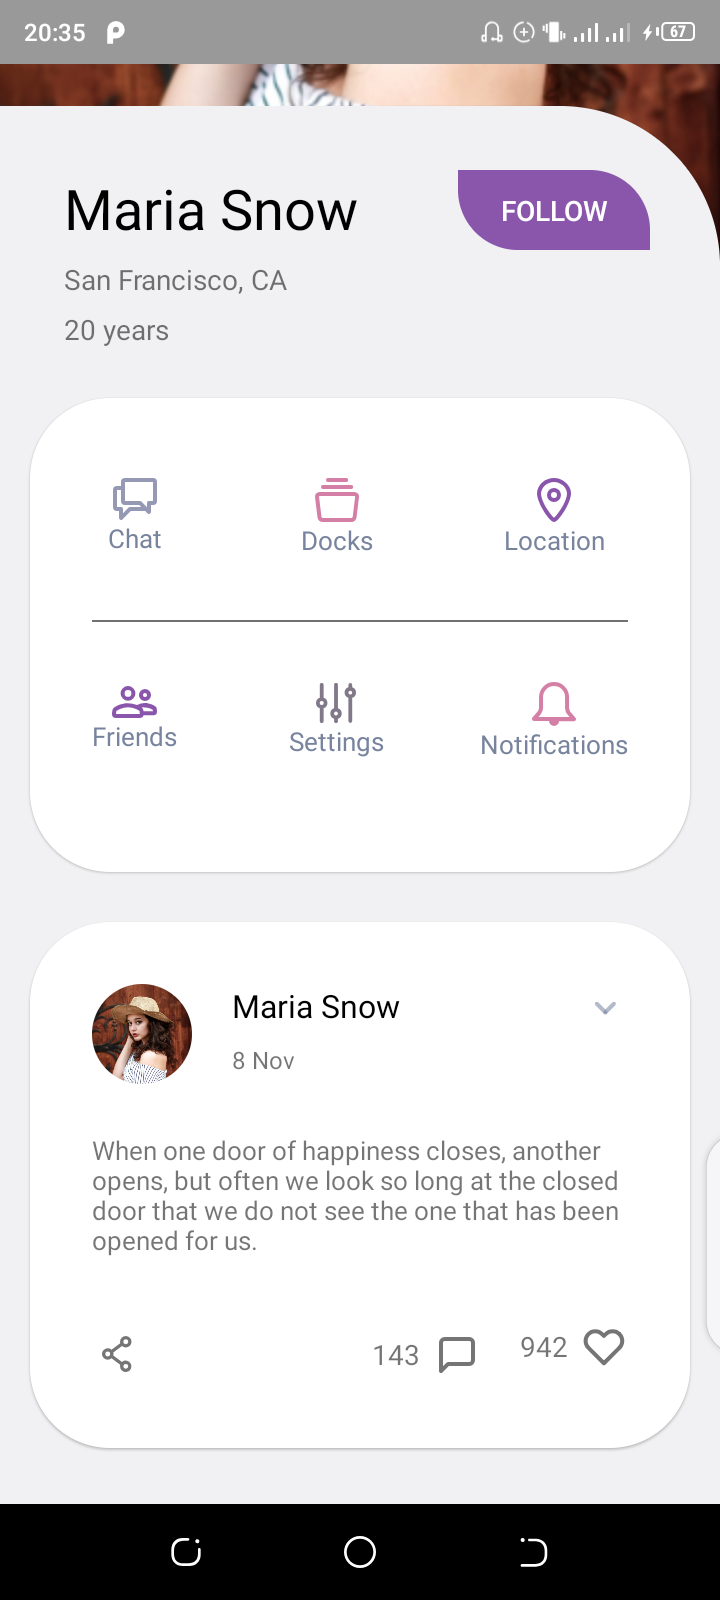 20:35
67
Maria Snow
FOLLOW
San Francisco, CA
20 years
Chat
Docks
Location
Friends
Settings
Notifications
Maria Snow
8 Nov
When one door of happiness closes, another
opens, but often we look so long at the closed
door that we do not see the one that has been
opened for us.
143
942